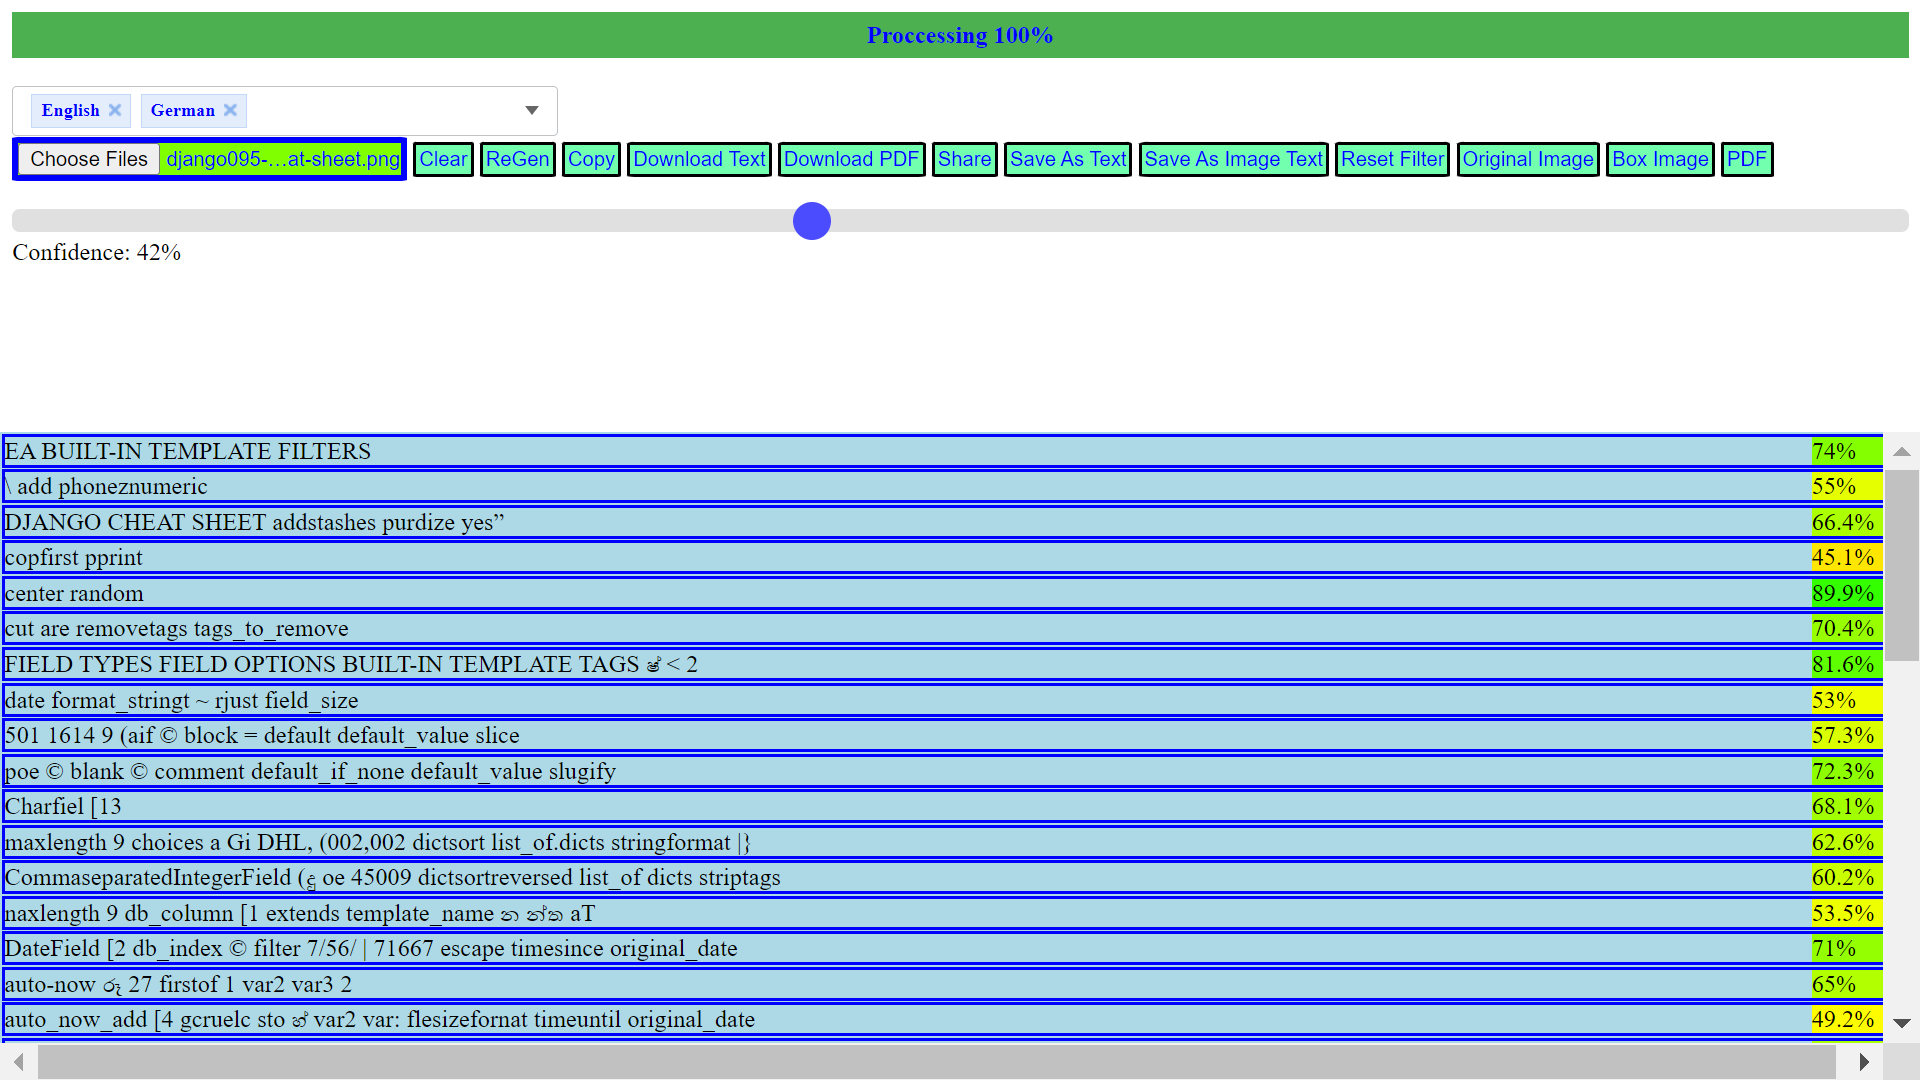 Proccessing 100%
English × German ×
Choose Files django095-...at-sheet.png Clear ReGen Copy Download Text Download PDF Share Save As Text Save As Image Text Reset Filter Original Image Box Image PDF
Confidence: 42%
EA BUILT-IN TEMPLATE FILTERS 74%
\ add phoneznumeric 55%
DJANGO CHEAT SHEET addstashes purdize yes” 66.4%
copfirst pprint 45.1%
center random 89.9%
cut are removetags tags_to_remove 70.4%
FIELD TYPES FIELD OPTIONS BUILT-IN TEMPLATE TAGS ෂ් < 2 81.6%
date format_stringt ~ rjust field_size 53%
501 1614 9 (aif © block = default default_value slice 57.3%
poe © blank © comment default_if_none default_value slugify 72.3%
Charfiel [13 68.1%
maxlength 9 choices a Gi DHL, (002,002 dictsort list_of.dicts stringformat |} 62.6%
CommaseparatedIntegerField (දු oe 45009 dictsortreversed list_of dicts striptags 60.2%
naxlength 9 db_column [1 extends template_name න න්ත aT 53.5%
DateField [2 db_index © filter 7/56/ | 71667 escape timesince original_date 71%
auto-now රු 27 firstof 1 var2 var3 2 65%
auto_now_add [4 gcruelc sto හ් var2 var: flesizefornat timeuntil original_date 49.2%